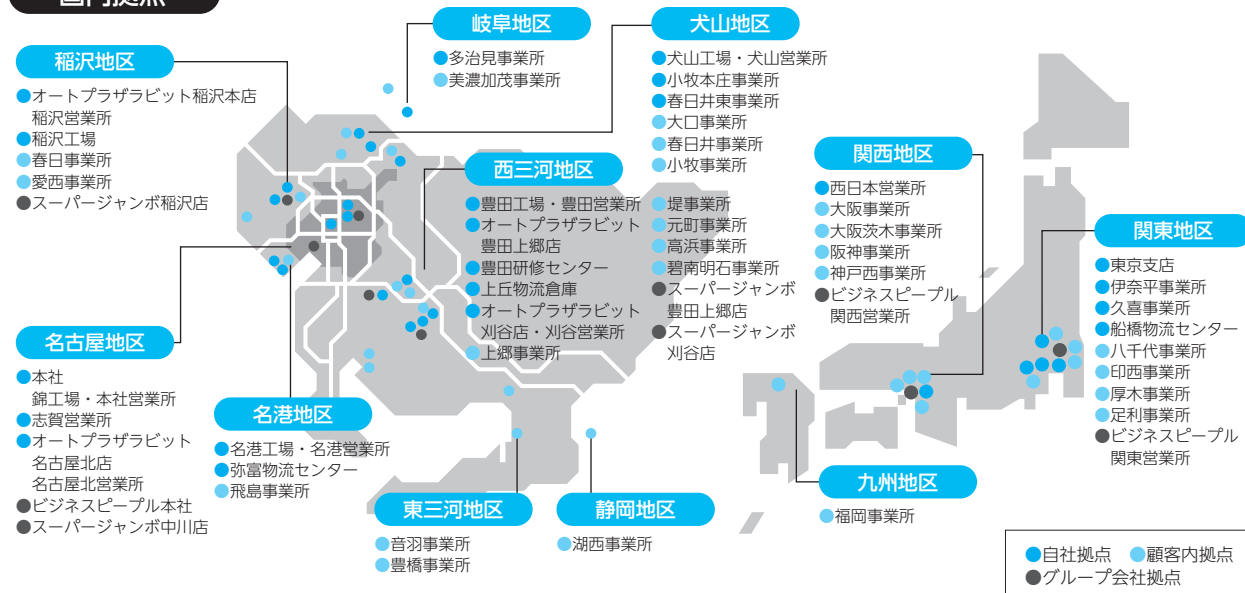 国内拠点
稲沢地区
●オートプラザラビット稲沢本店
稲沢営業所
●稲沢工場
●春日事業所
●愛西事業所
●スーパージャンボ稲沢店
岐阜地区
●多治見事業所
●美濃加茂事業所
犬山地区
●犬山工場・犬山営業所
●小牧本庄事業所
●春日井東事業所
●大口事業所
●春日井事業所
●小牧事業所
西三河地区
●豊田工場・豊田営業所
●オートプラザラビット
豊田上郷店
●豊田研修センター
●上丘物流倉庫
●オートプラザラビット
刈谷店・刈谷営業所
●上郷事業所
●堤事業所
●元町事業所
●高浜事業所
●碧南明石事業所
●スーパージャンボ
豊田上郷店
●スーパージャンボ
刈谷店
関西地区
●西日本営業所
●大阪事業所
●大阪茨木事業所
●阪神事業所
●神戸西事業所
●ビジネスピープル
関西営業所
関東地区
●東京支店
●伊奈平事業所
●久喜事業所
●船橋物流センター
●八千代事業所
●印西事業所
●厚木事業所
●足利事業所
●ビジネスピープル
関東営業所
名古屋地区
●本社
錦工場・本社営業所
●志賀営業所
●オートプラザラビット
名古屋北店
名古屋北営業所
●ビジネスピープル本社
●スーパージャンボ中川店
名港地区
●名港工場・名港営業所
●弥富物流センター
●飛島事業所
東三河地区
●音羽事業所
●豊橋事業所
静岡地区
●湖西事業所
九州地区
●福岡事業所
●自社拠点 ●顧客内拠点
●グループ会社拠点